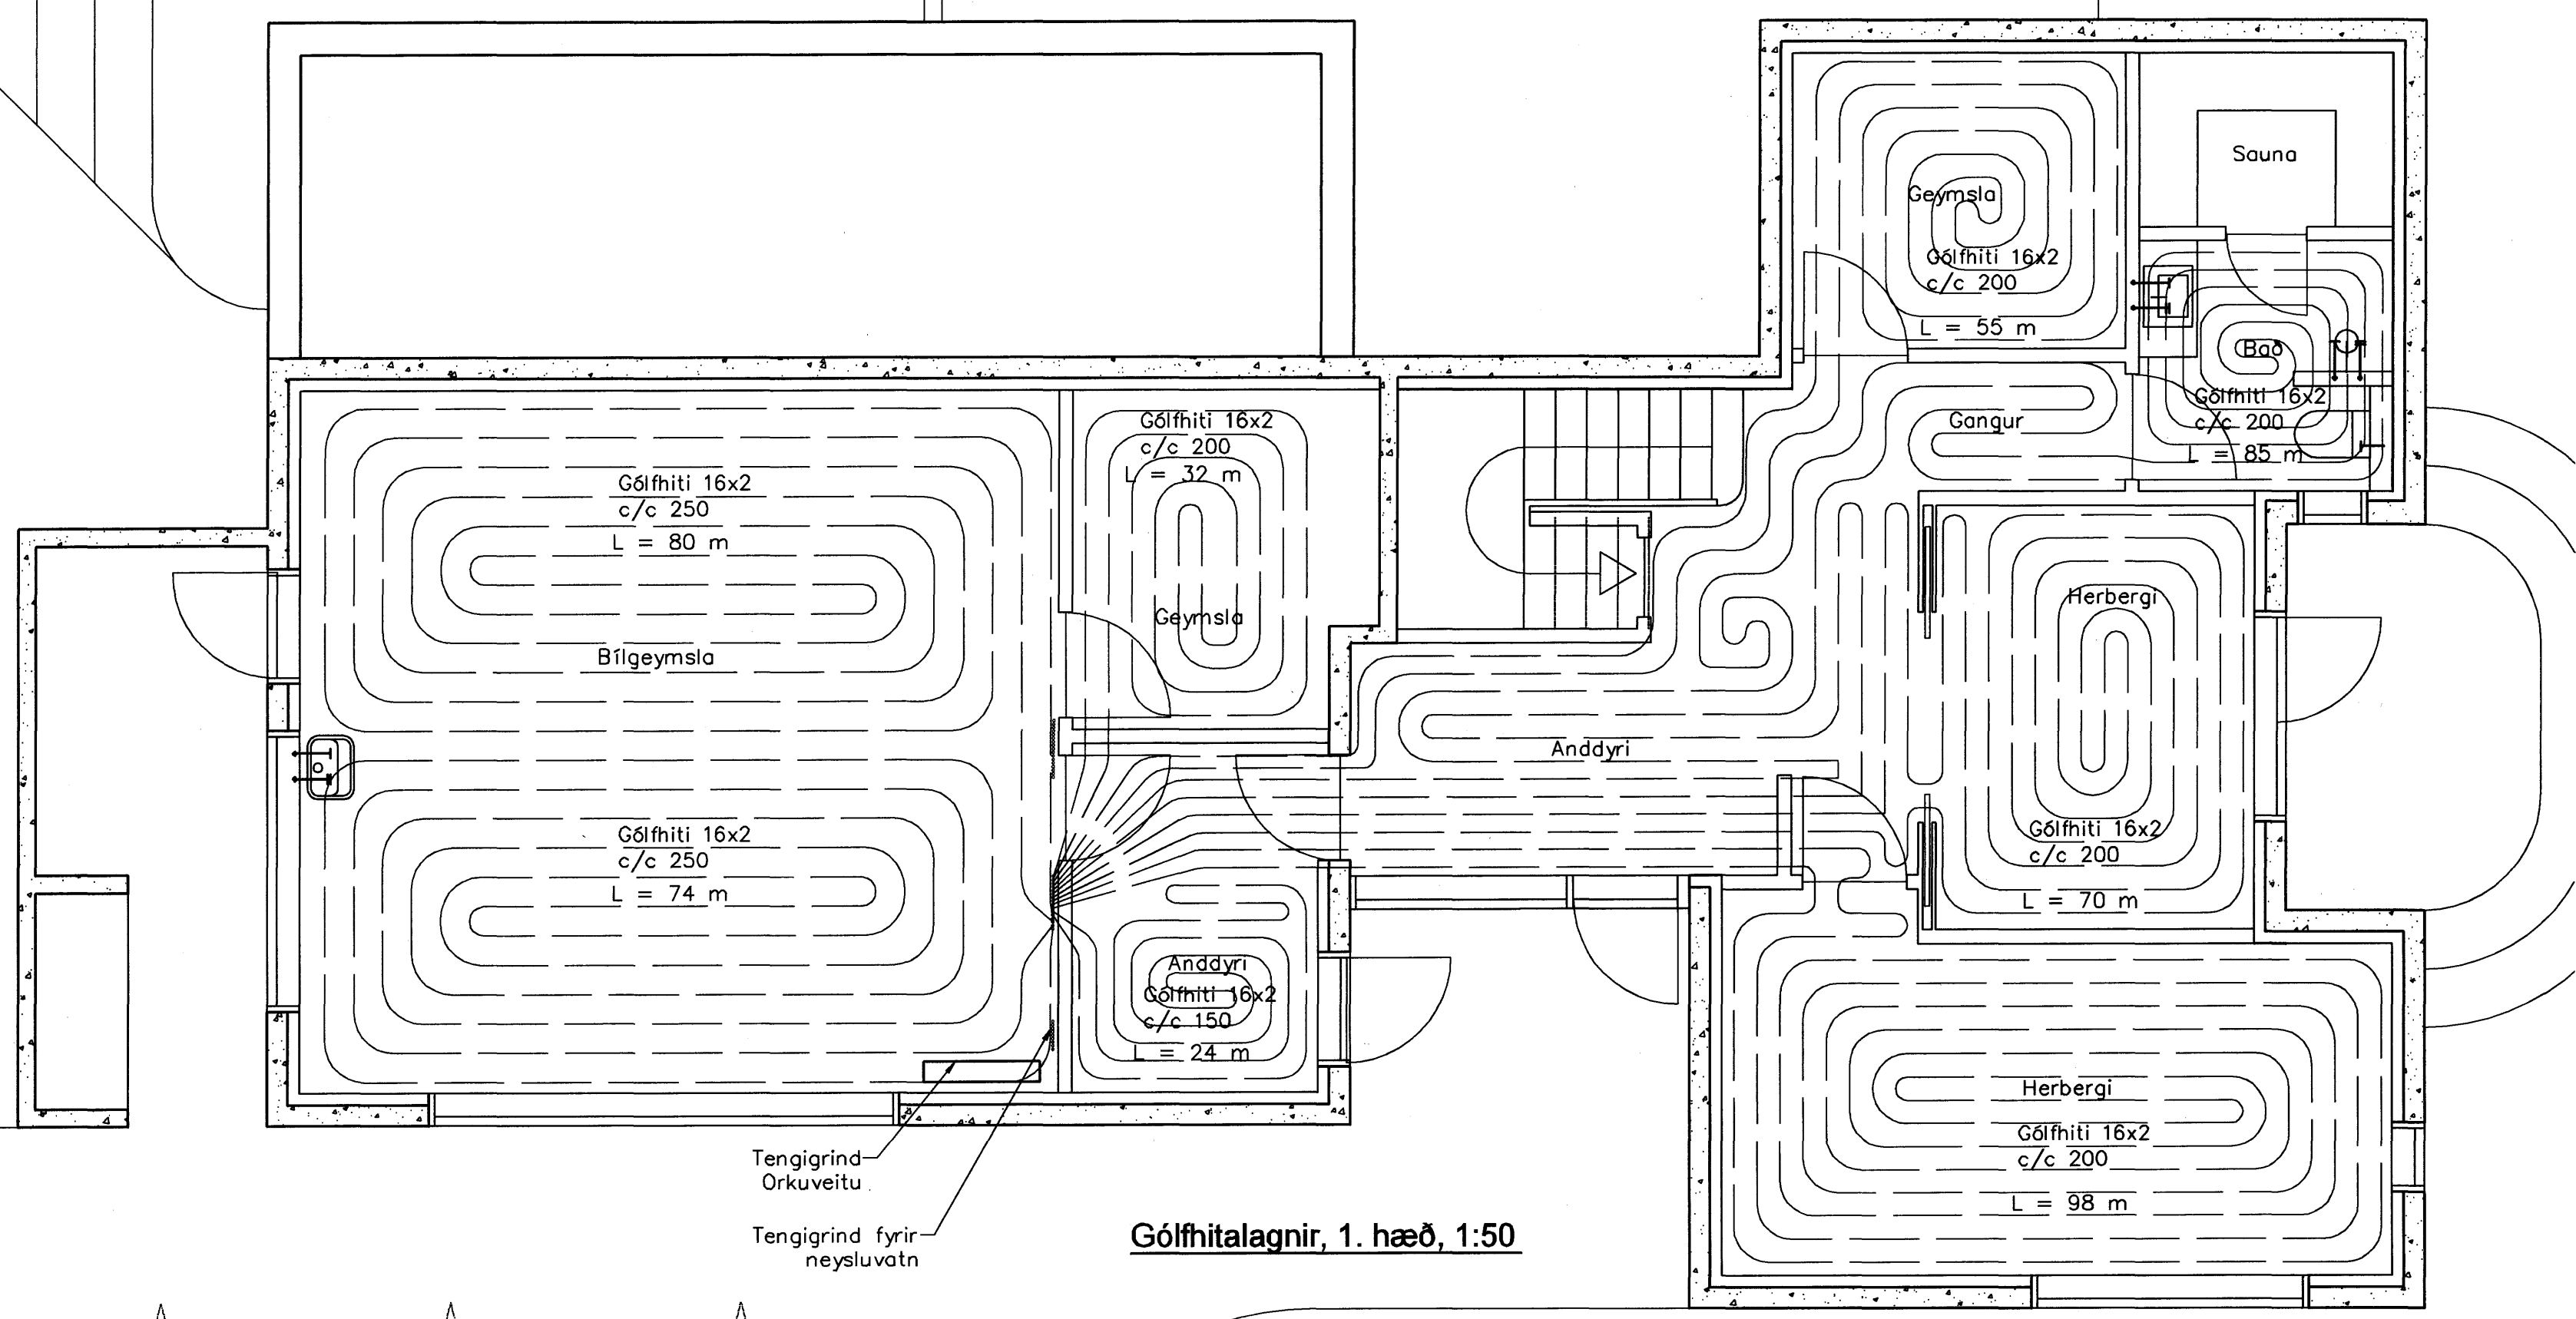 Sauna
Geymsla
Gólfhiti 16x2
c/c 200
L = 55 m
Bað
Gólfhiti 16x2
c/c 200
L = 85 m
Gangur
Gólfhiti 16x2
c/c 200
L = 32 m
Geymsla
Gólfhiti 16x2
c/c 250
L = 80 m
Bílgeymsla
Gólfhiti 16x2
c/c 250
L = 74 m
Anddyri
Herbergi
Gólfhiti 16x2
c/c 200
L = 70 m
Anddyri
Gólfhiti 16x2
c/c 150
L = 24 m
Herbergi
Gólfhiti 16x2
c/c 200
L = 98 m
Tengigrind
Orkuveitu
Tengigrind fyrir
neysluvatn
Gólfhitalagnir, 1. hæð, 1:50